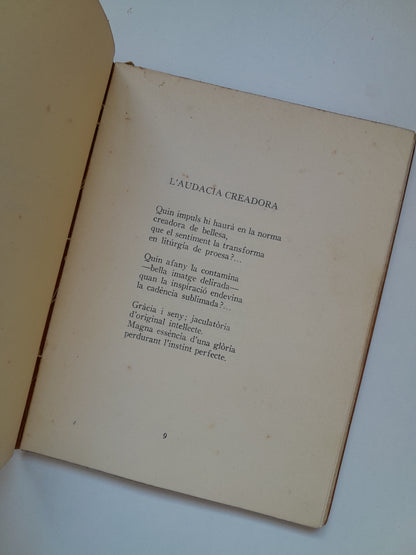 L'AUDACIA CREADORA
Quin impuls hi haurà en la norma
creadora de bellesa,
que el sentiment la transforma
en litúrgia de proesa?...
Quin afany la contamina
—bella imatge delirada—
quan la inspiració endevina
la cadència sublimada?...
Gràcia i seny; jaculatòria
d'original intel·lecte.
Magna essència d'una glòria
perdurant l'instint perfecte.
9